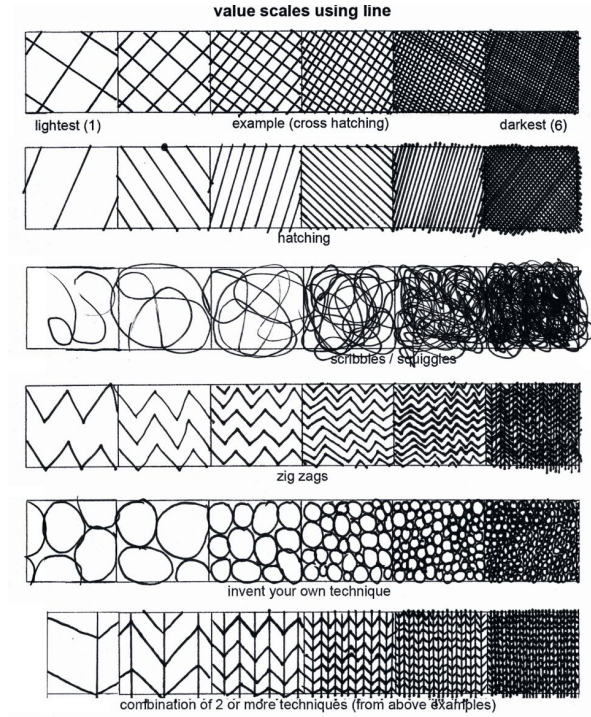 value scales using line
lightest (1)
example (cross hatching)
darkest (6)
hatching
scribbles / squiggles
zig zags
invent your own technique
combination of 2 or more techniques (from above examples)